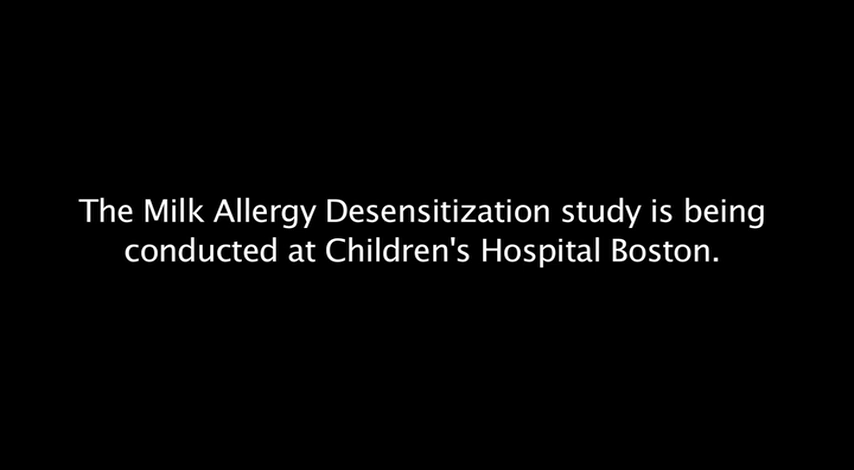 The Milk Allergy Desensitization study is being
conducted at Children's Hospital Boston.